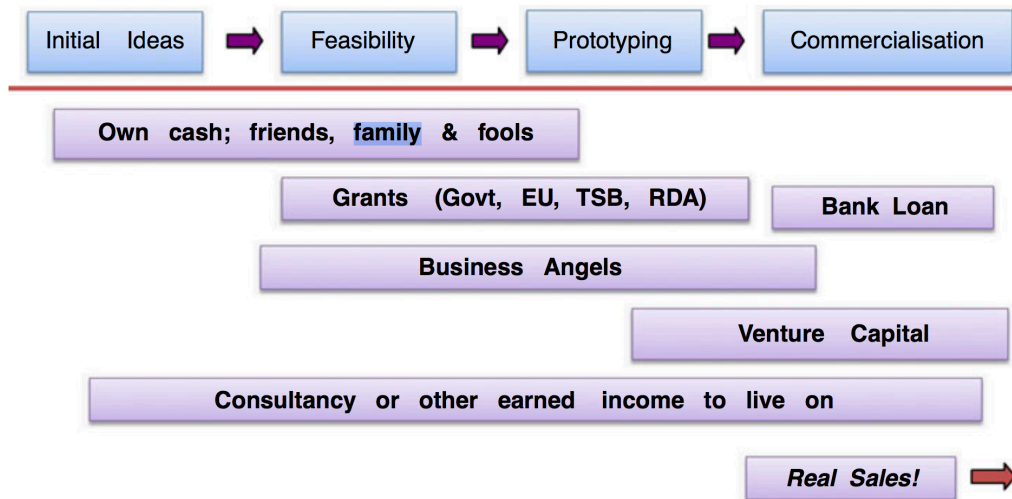 Initial Ideas
Feasibility
Prototyping
Commercialisation
Own cash; friends, family & fools
Grants (Govt, EU, TSB, RDA)
Bank Loan
Business Angels
Venture Capital
Consultancy or other earned income to live on
Real Sales!